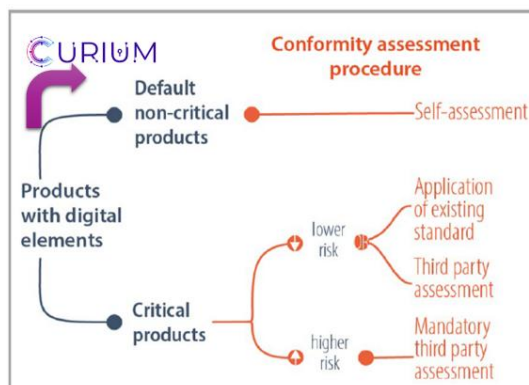 CURIUM
Conformity assessment
procedure
Default
non-critical
products
Self-assessment
Products
with digital
elements
Application
of existing
standard
lower
risk
Third party
assessment
Critical
products
higher
risk
Mandatory
third party
assessment